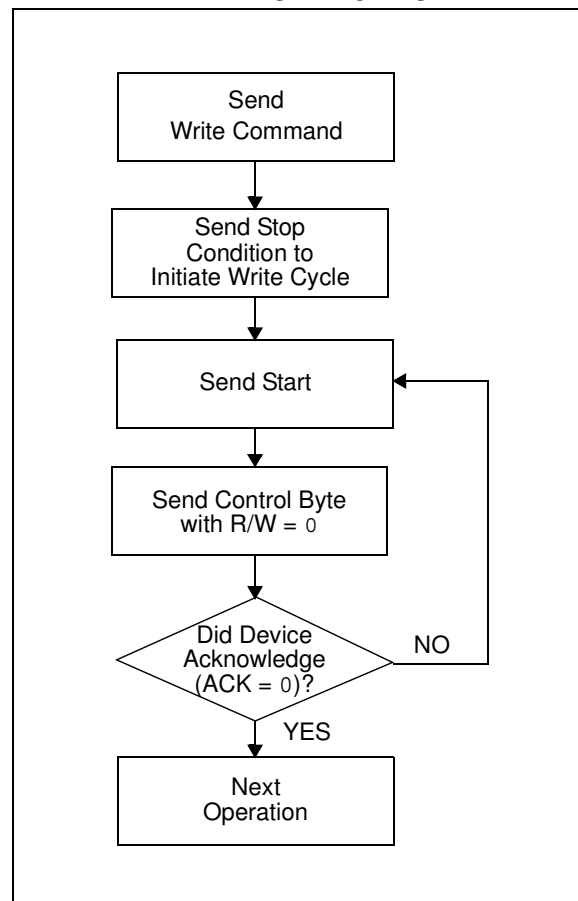 Send
Write Command
Send Stop
Condition to
Initiate Write Cycle
Send Start
Send Control Byte
with R/W = 0
Did Device
Acknowledge
(ACK = 0)?
NO
YES
Next
Operation